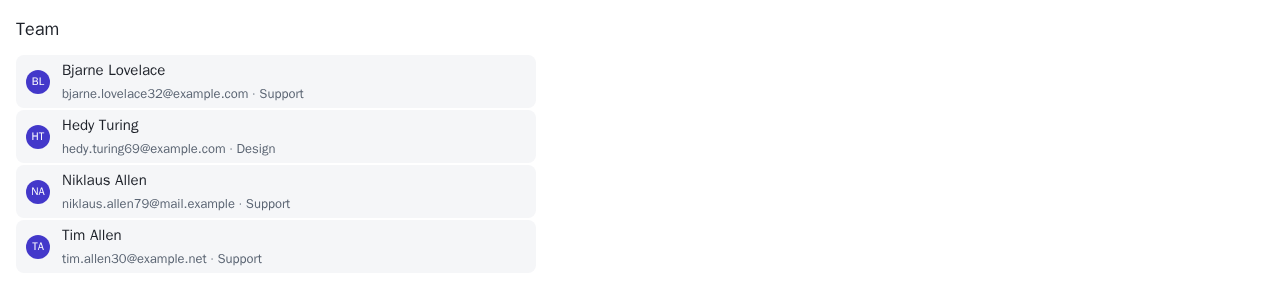 Team
BL
Bjarne Lovelace
bjarne.lovelace32@example.com · Support
HT
Hedy Turing
hedy.turing69@example.com · Design
NA
Niklaus Allen
niklaus.allen79@mail.example · Support
TA
Tim Allen
tim.allen30@example.net · Support